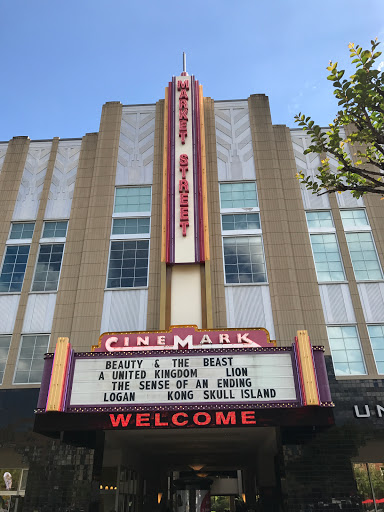 MARKET STREET
CINEMARK
BEAUTY & THE BEAST
A UNITED KINGDOM LION
THE SENSE OF AN ENDING
LOGAN KONG SKULL ISLAND
WELCOME
UN